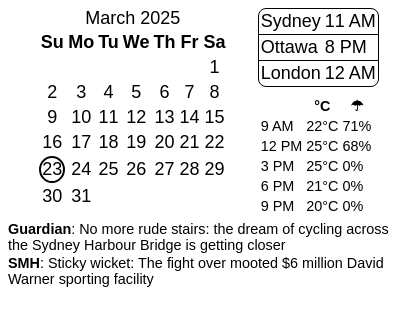 March 2025
Su Mo Tu We Th Fr Sa
1
2 3 4 5 6 7 8
9 10 11 12 13 14 15
16 17 18 19 20 21 22
23 24 25 26 27 28 29
30 31
Sydney 11 AM
Ottawa 8 PM
London 12 AM
°C ☂
9 AM 22°C 71%
12 PM 25°C 68%
3 PM 25°C 0%
6 PM 21°C 0%
9 PM 20°C 0%
Guardian: No more rude stairs: the dream of cycling across
the Sydney Harbour Bridge is getting closer
SMH: Sticky wicket: The fight over mooted $6 million David
Warner sporting facility